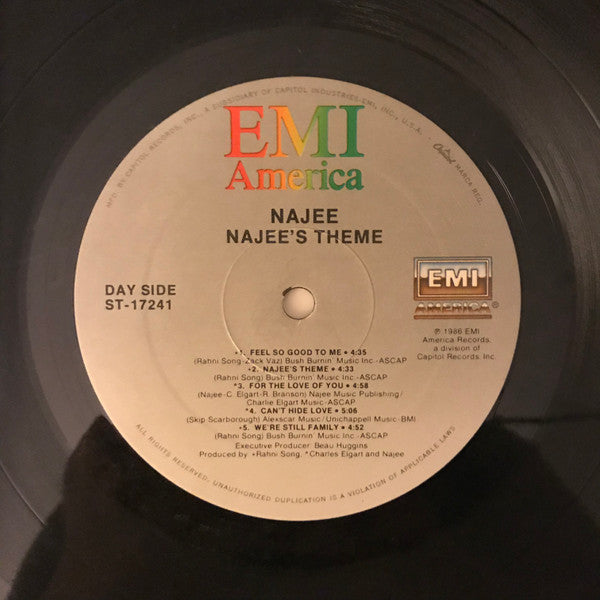 MFD. BY CAPITOL RECORDS, INC., A SUBSIDIARY OF CAPITOL INDUSTRIES-EMI, INC., U.S.A.
Capitol MARCA REG.
EMI
America
NAJEE
NAJEE'S THEME
DAY SIDE
ST-17241
EMI
AMERICA®
℗ 1986 EMI
America Records,
a division of
Capitol Records, Inc.
+1. FEEL SO GOOD TO ME • 4:35
(Rahni Song-Zack Vaz) Bush Burnin' Music Inc.-ASCAP
+2. NAJEE'S THEME • 4:33
(Rahni Song) Bush Burnin' Music Inc.-ASCAP
^3. FOR THE LOVE OF YOU • 4:58
(Najee-C. Elgart-R. Branson) Najee Music Publishing/
Charlie Elgart Music-ASCAP
^4. CAN'T HIDE LOVE • 5:06
(Skip Scarborough) Alexscar Music/Unichappell Music-BMI
+5. WE'RE STILL FAMILY • 4:52
(Rahni Song) Bush Burnin' Music Inc.-ASCAP
Executive Producer: Beau Huggins
Produced by +Rahni Song, ^Charles Elgart and Najee
ALL RIGHTS RESERVED. UNAUTHORIZED DUPLICATION IS A VIOLATION OF APPLICABLE LAWS